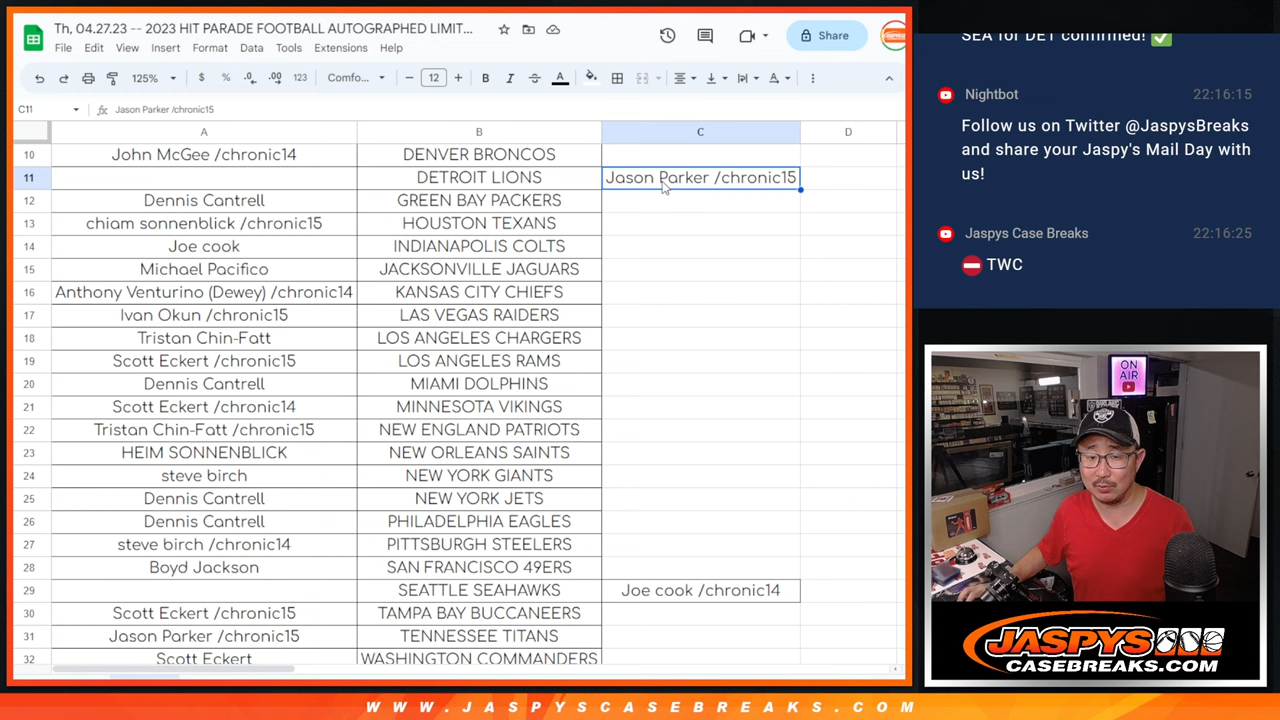 Th, 04.27.23 -- 2023 HIT PARADE FOOTBALL AUTOGRAPHED LIMIT...
File Edit View Insert Format Data Tools Extensions Help
Share
125% $ % .0 .00 123 Comfo... − 12 + B I A
C11 fx Jason Parker /chronic15
A B C D
10 John McGee /chronic14 DENVER BRONCOS
11 DETROIT LIONS Jason Parker /chronic15
12 Dennis Cantrell GREEN BAY PACKERS
13 chiam sonnenblick /chronic15 HOUSTON TEXANS
14 Joe cook INDIANAPOLIS COLTS
15 Michael Pacifico JACKSONVILLE JAGUARS
16 Anthony Venturino (Dewey) /chronic14 KANSAS CITY CHIEFS
17 Ivan Okun /chronic15 LAS VEGAS RAIDERS
18 Tristan Chin-Fatt LOS ANGELES CHARGERS
19 Scott Eckert /chronic15 LOS ANGELES RAMS
20 Dennis Cantrell MIAMI DOLPHINS
21 Scott Eckert /chronic14 MINNESOTA VIKINGS
22 Tristan Chin-Fatt /chronic15 NEW ENGLAND PATRIOTS
23 HEIM SONNENBLICK NEW ORLEANS SAINTS
24 steve birch NEW YORK GIANTS
25 Dennis Cantrell NEW YORK JETS
26 Dennis Cantrell PHILADELPHIA EAGLES
27 steve birch /chronic14 PITTSBURGH STEELERS
28 Boyd Jackson SAN FRANCISCO 49ERS
29 SEATTLE SEAHAWKS Joe cook /chronic14
30 Scott Eckert /chronic15 TAMPA BAY BUCCANEERS
31 Jason Parker /chronic15 TENNESSEE TITANS
32 Scott Eckert WASHINGTON COMMANDERS
SEA for DET confirmed!
Nightbot 22:16:15
Follow us on Twitter @JaspysBreaks
and share your Jaspy's Mail Day with
us!
Jaspys Case Breaks 22:16:25
TWC
ON
AIR
JASPYS
CASEBREAKS.COM
WWW.JASPYSCASEBREAKS.COM